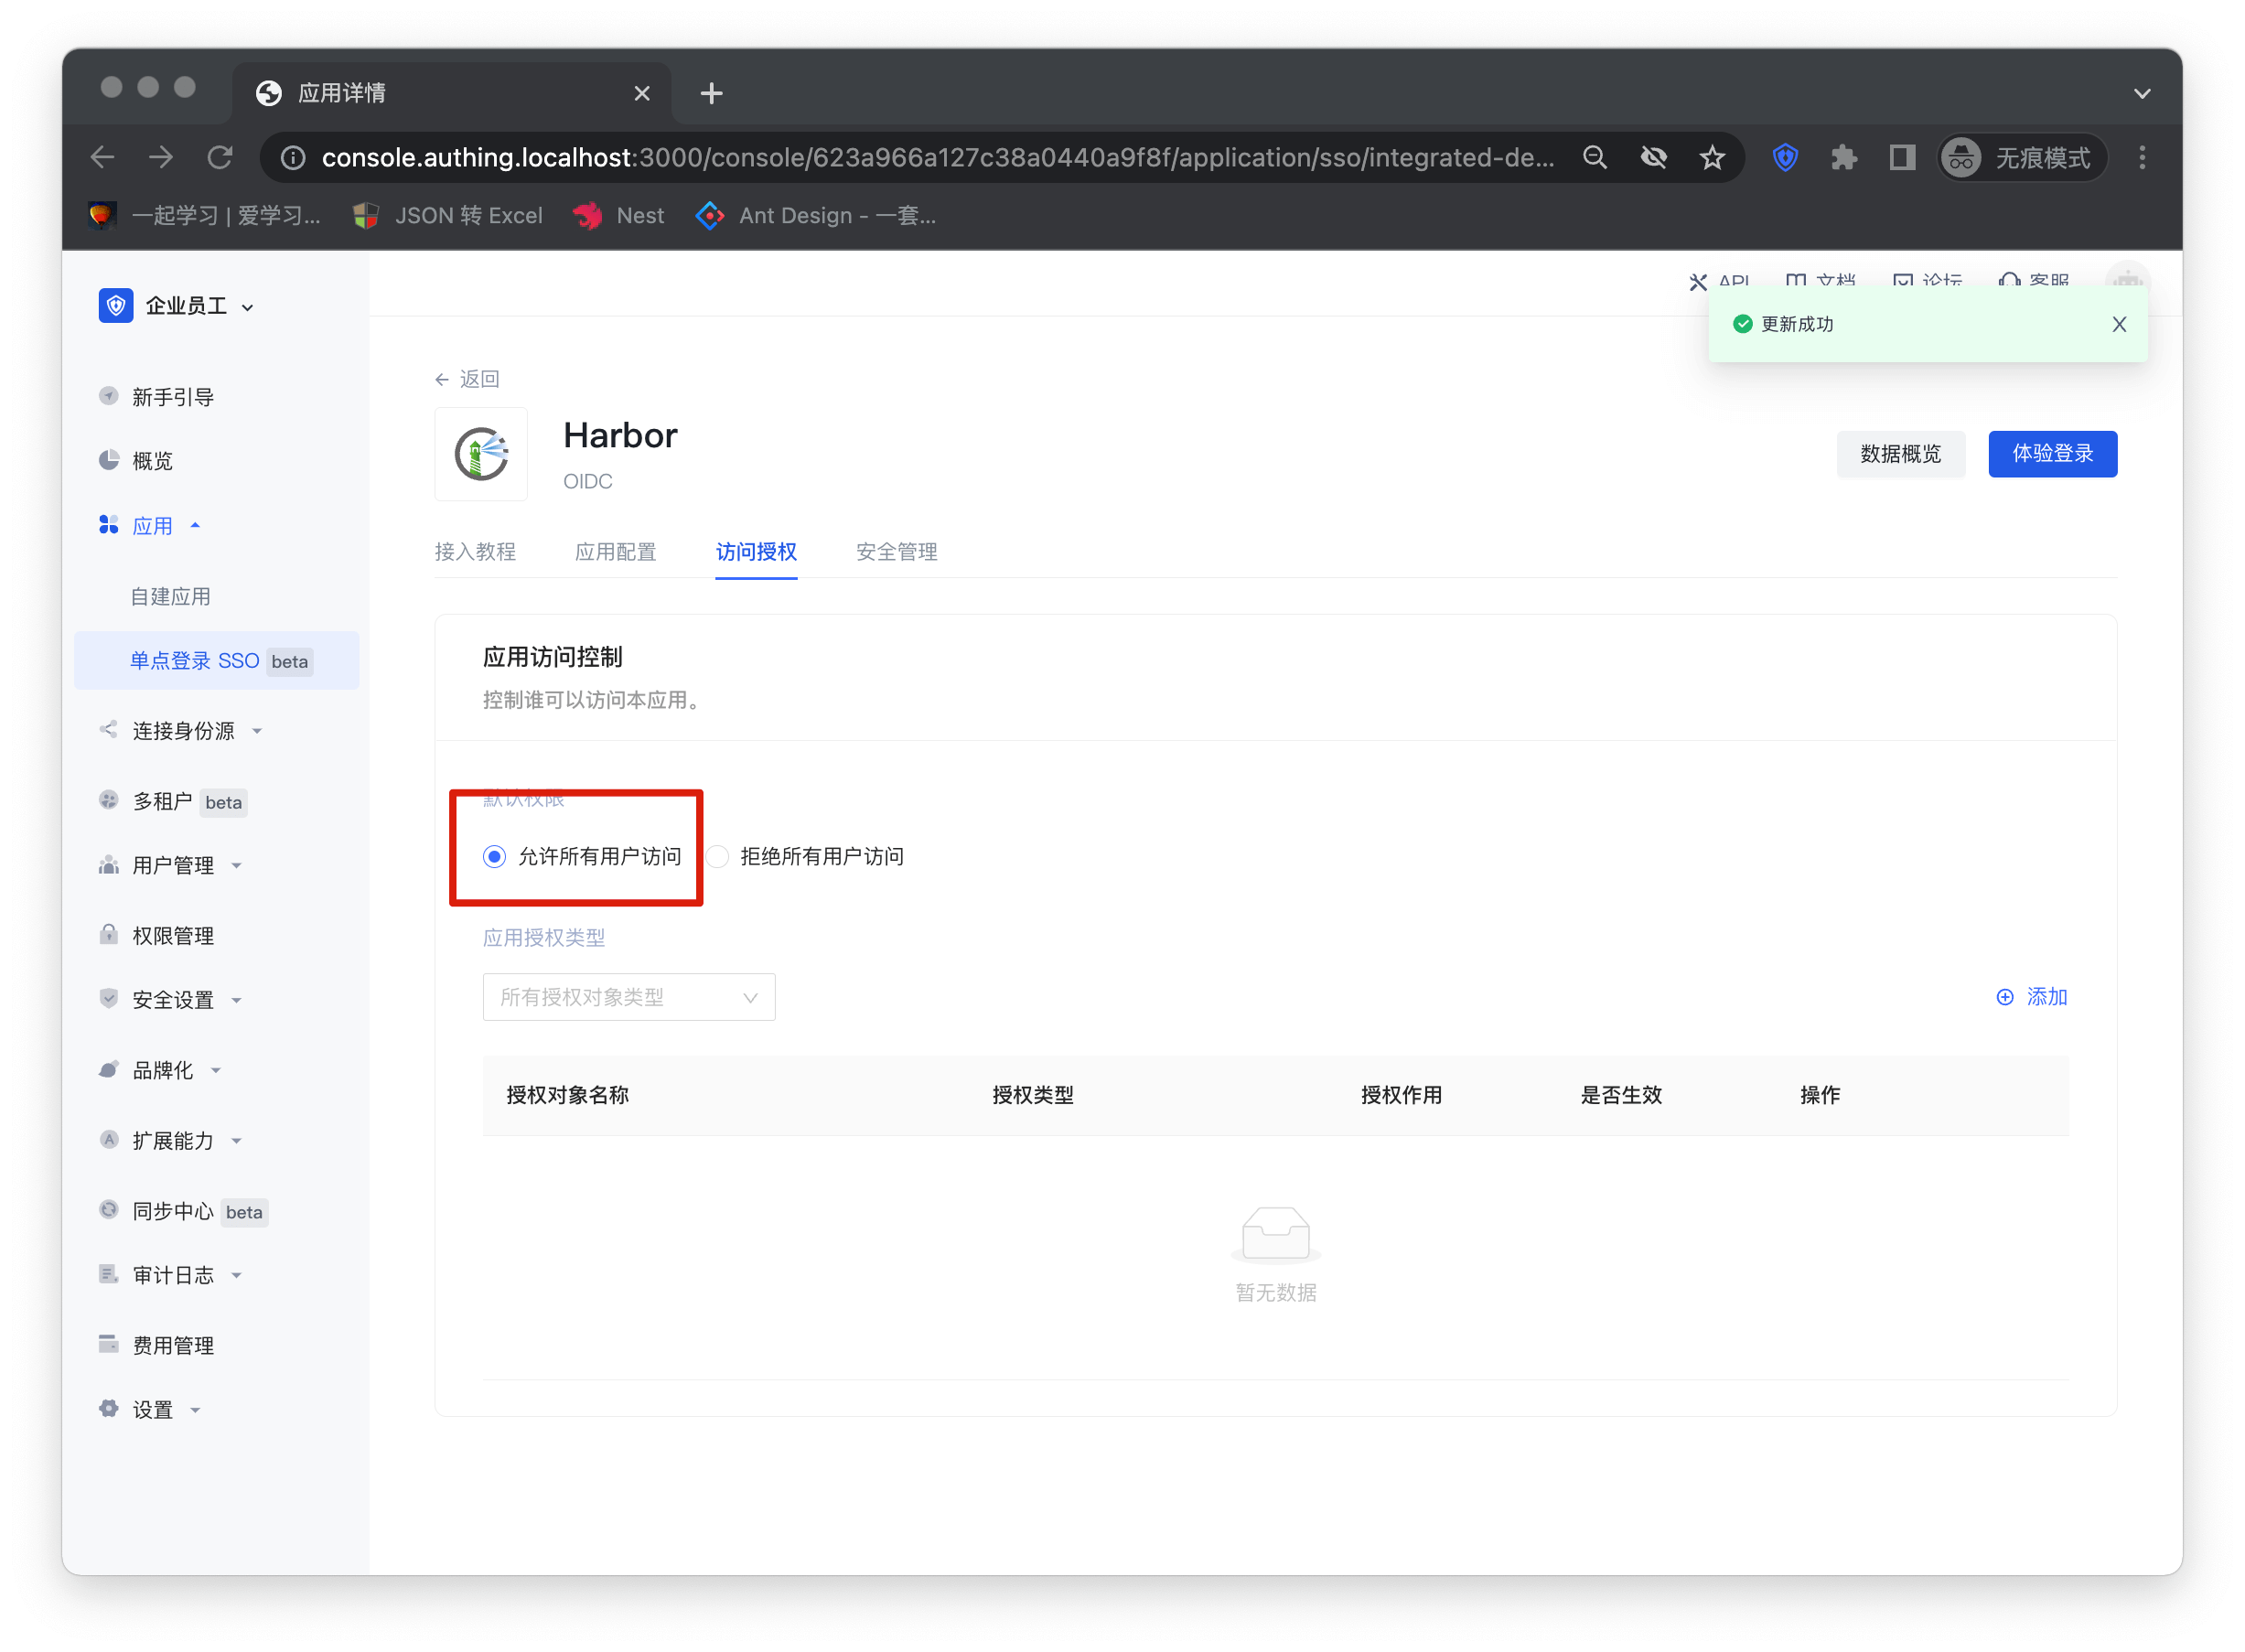 应用详情
console.authing.localhost:3000/console/623a966a127c38a0440a9f8f/application/sso/integrated-de...
无痕模式
一起学习 | 爱学习...
JSON 转 Excel
Nest
Ant Design - 一套...
企业员工
API
文档
论坛
客服
更新成功
新手引导
概览
应用
自建应用
单点登录 SSO beta
连接身份源
多租户 beta
用户管理
权限管理
安全设置
品牌化
扩展能力
同步中心 beta
审计日志
费用管理
设置
返回
Harbor
OIDC
数据概览
体验登录
接入教程
应用配置
访问授权
安全管理
应用访问控制
控制谁可以访问本应用。
默认权限
允许所有用户访问
拒绝所有用户访问
应用授权类型
所有授权对象类型
添加
授权对象名称
授权类型
授权作用
是否生效
操作
暂无数据